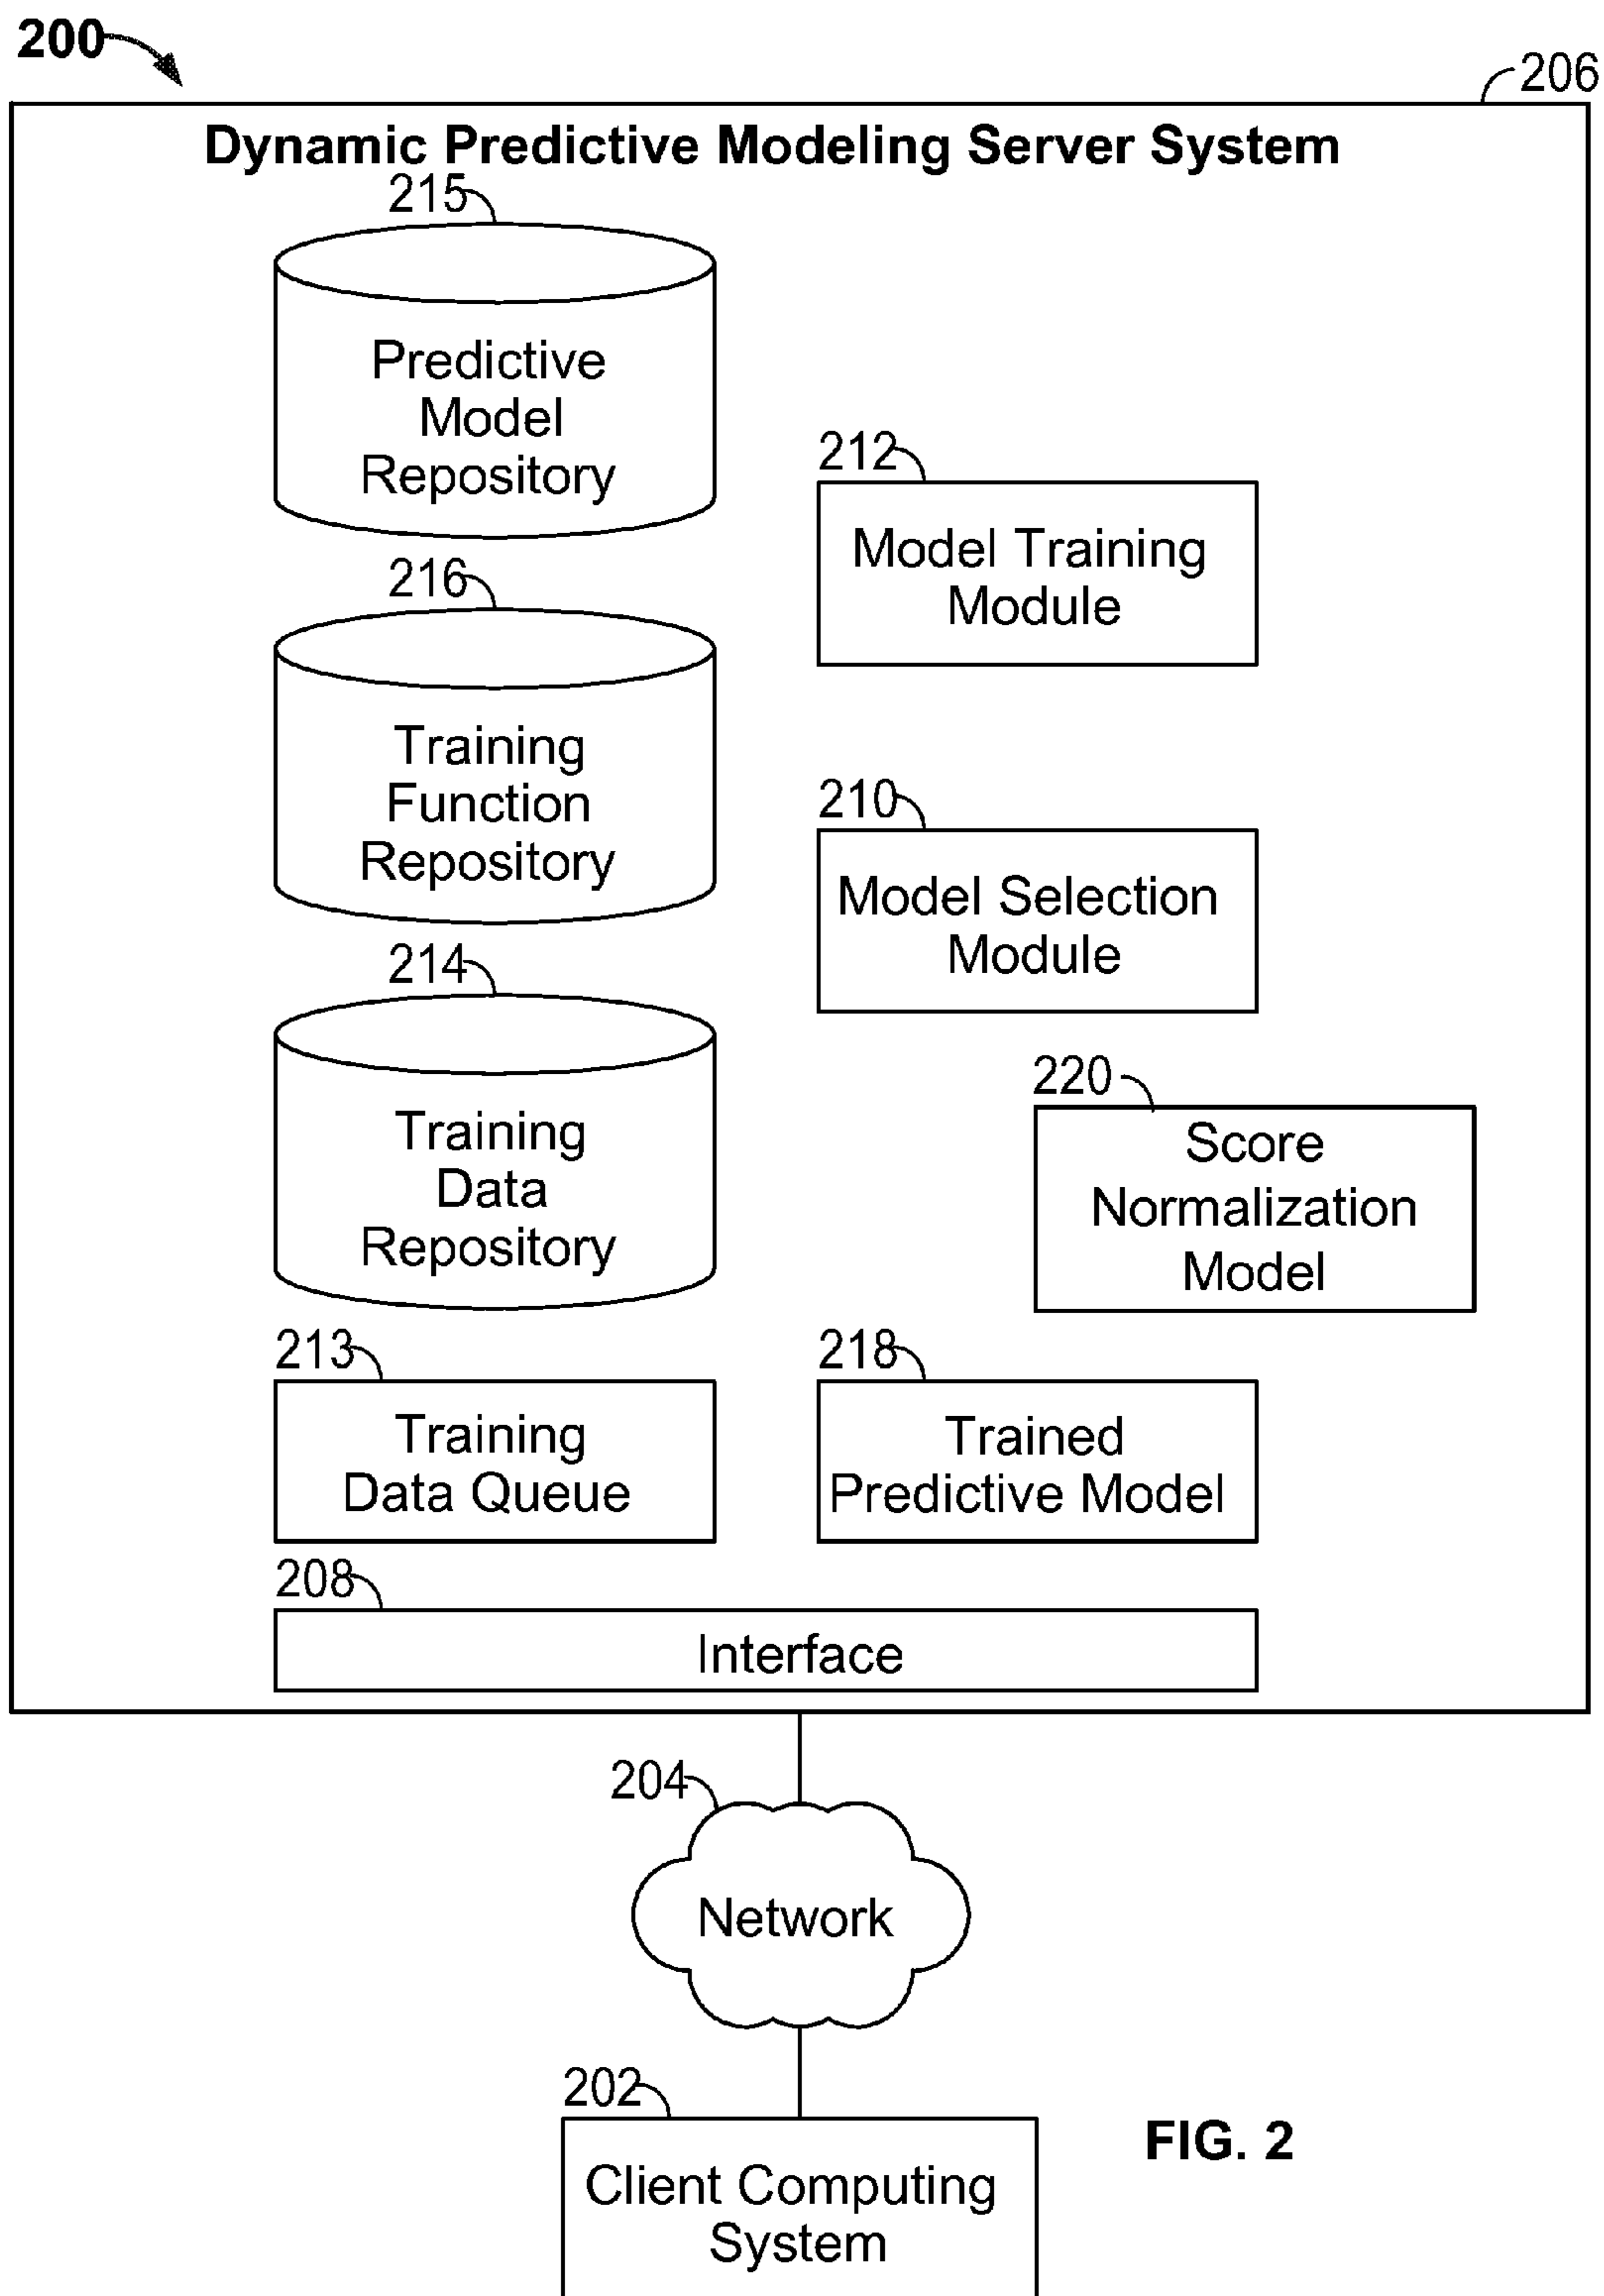 200
206
Dynamic Predictive Modeling Server System
215
Predictive
Model
Repository
212
Model Training
Module
216
Training
Function
Repository
210
Model Selection
Module
214
Training
Data
Repository
220
Score
Normalization
Model
213
Training
Data Queue
218
Trained
Predictive Model
208
Interface
204
Network
202
Client Computing
System
FIG. 2